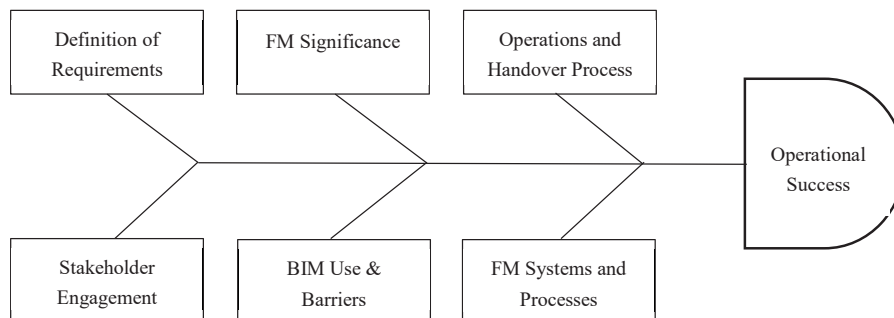 Definition of
Requirements
FM Significance
Operations and
Handover Process
Operational
Success
Stakeholder
Engagement
BIM Use &
Barriers
FM Systems and
Processes